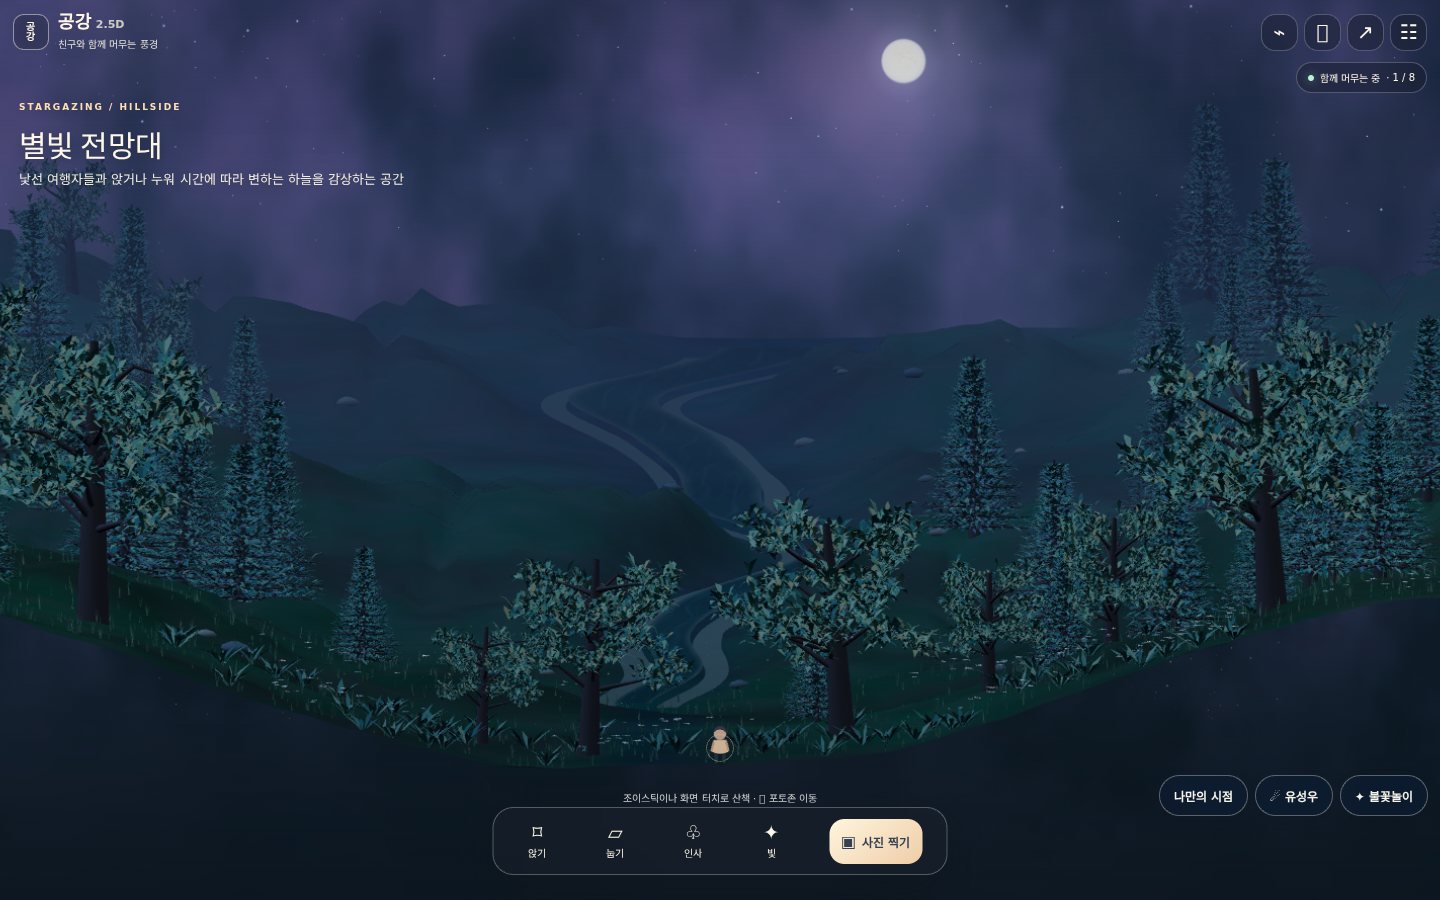 공강
공강 2.5D
친구와 함께 머무는 풍경
함께 머무는 중 · 1 / 8
STARGAZING / HILLSIDE
별빛 전망대
낯선 여행자들과 앉거나 누워 시간에 따라 변하는 하늘을 감상하는 공간
나만의 시점
☄ 유성우
✦ 불꽃놀이
조이스틱이나 화면 터치로 산책 · 포토존 이동
앉기
눕기
인사
빛
사진 찍기